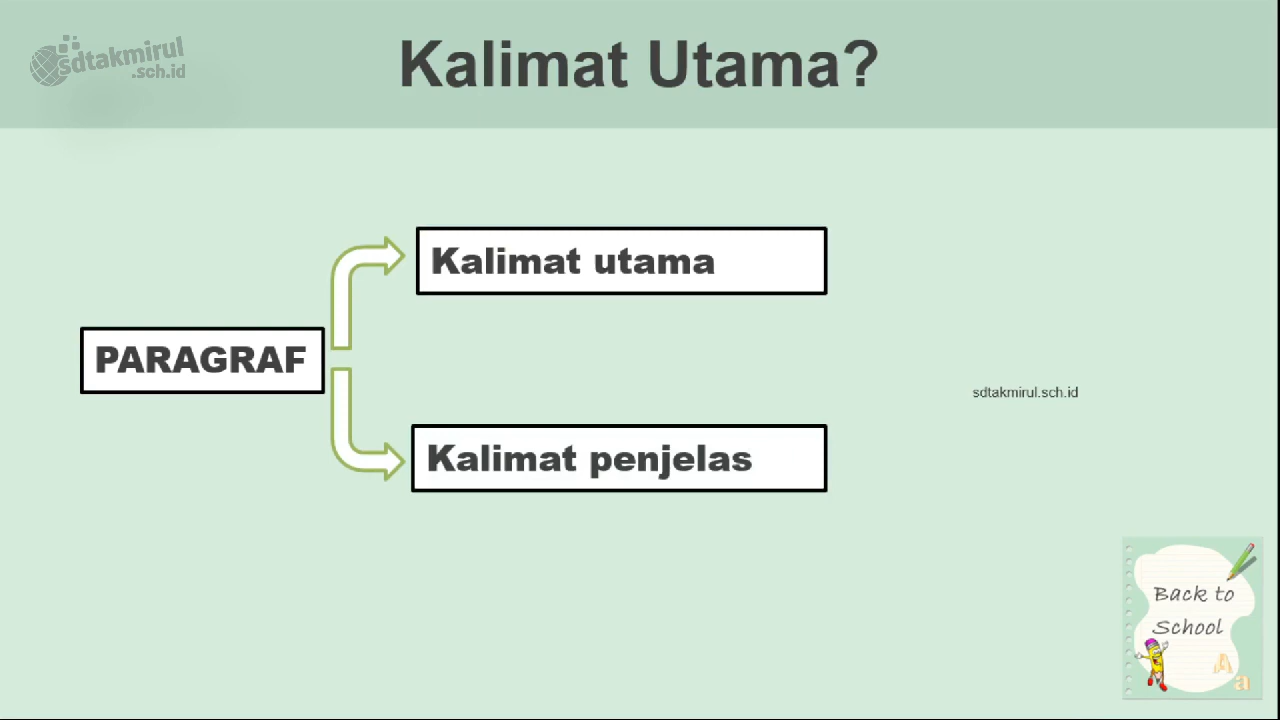 sdtakmirul
.sch.id
Kalimat Utama?
Kalimat utama
PARAGRAF
sdtakmirul.sch.id
Kalimat penjelas
Back to
School
A
a